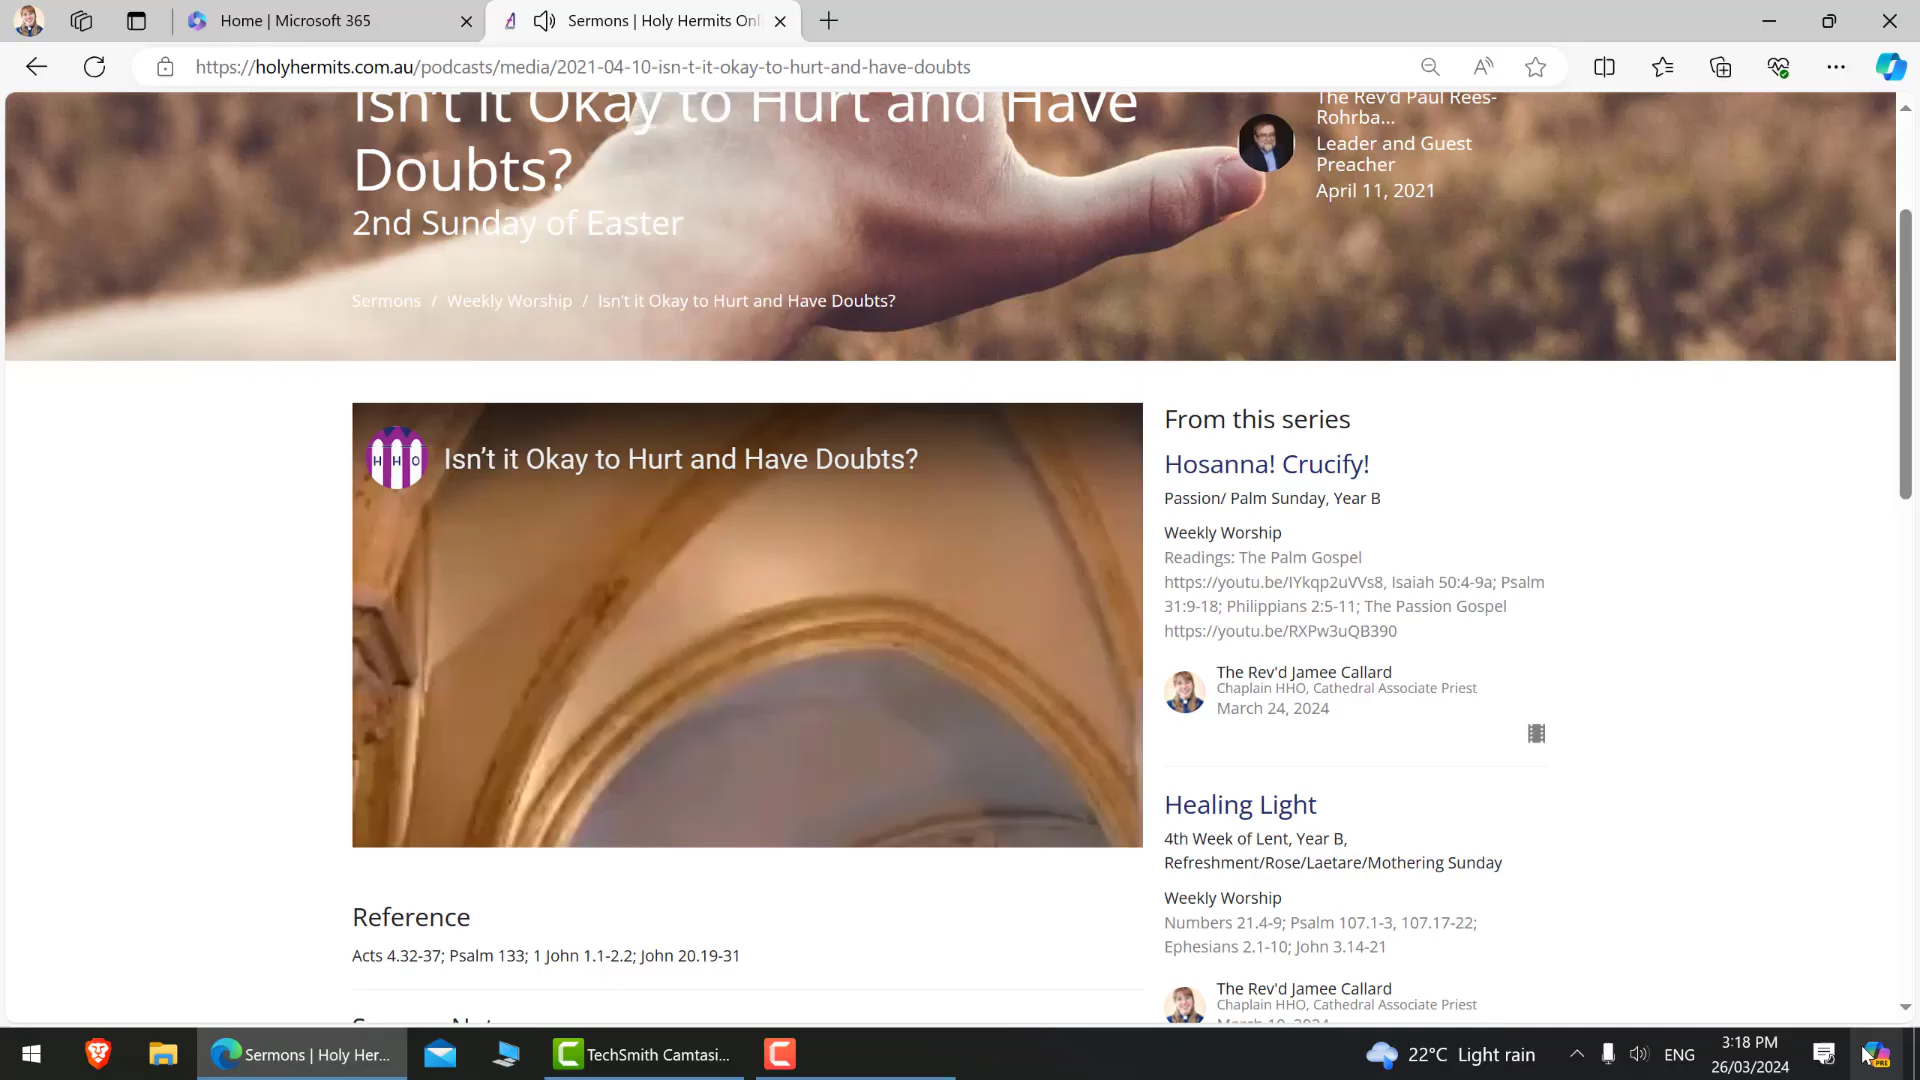 Home | Microsoft 365
Sermons | Holy Hermits Onl
https://holyhermits.com.au/podcasts/media/2021-04-10-isn-t-it-okay-to-hurt-and-have-doubts
Isn't it Okay to Hurt and Have
Doubts?
2nd Sunday of Easter
The Rev'd Paul Rees-
Rohrba...
Leader and Guest
Preacher
April 11, 2021
Sermons / Weekly Worship / Isn't it Okay to Hurt and Have Doubts?
HHO
Isn't it Okay to Hurt and Have Doubts?
Reference
Acts 4.32-37; Psalm 133; 1 John 1.1-2.2; John 20.19-31
From this series
Hosanna! Crucify!
Passion/ Palm Sunday, Year B
Weekly Worship
Readings: The Palm Gospel
https://youtu.be/IYkqp2uVVs8, Isaiah 50:4-9a; Psalm
31:9-18; Philippians 2:5-11; The Passion Gospel
https://youtu.be/RXPw3uQB390
The Rev'd Jamee Callard
Chaplain HHO, Cathedral Associate Priest
March 24, 2024
Healing Light
4th Week of Lent, Year B,
Refreshment/Rose/Laetare/Mothering Sunday
Weekly Worship
Numbers 21.4-9; Psalm 107.1-3, 107.17-22;
Ephesians 2.1-10; John 3.14-21
The Rev'd Jamee Callard
Chaplain HHO, Cathedral Associate Priest
Sermons | Holy Her...
TechSmith Camtasi...
22°C Light rain
ENG
3:18 PM
26/03/2024
PRE